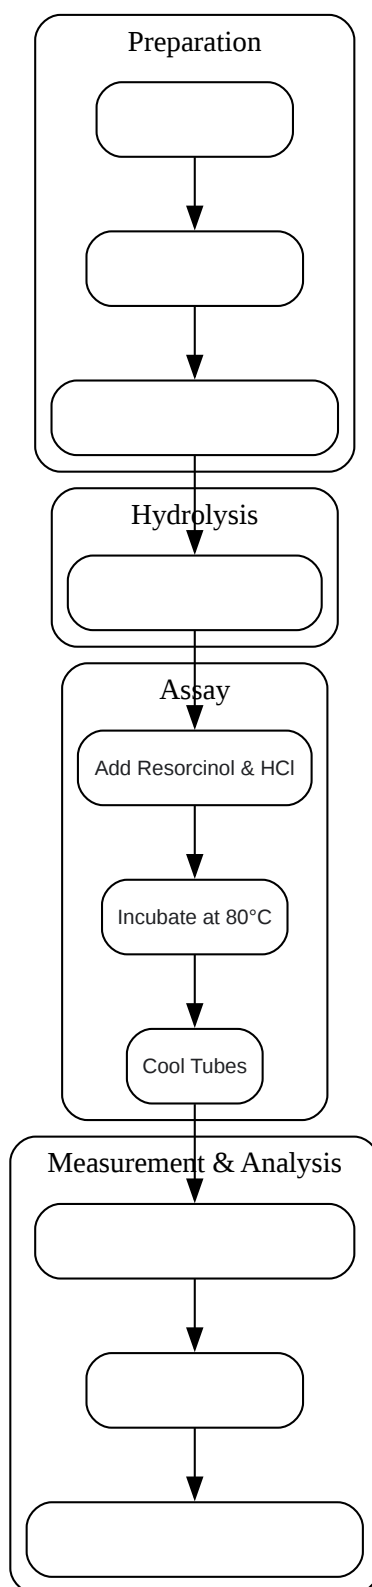 Preparation
Hydrolysis
Assay
Add Resorcinol & HCl
Incubate at 80°C
Cool Tubes
Measurement & Analysis